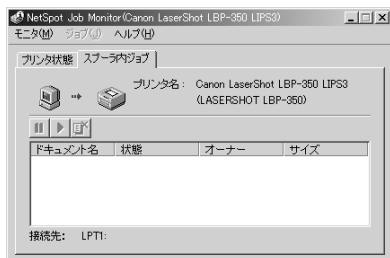 NetSpot Job Monitor(Canon LaserShot LBP-350 LIPS3)
モニタ(M) ジョブ(J) ヘルプ(H)
プリンタ状態 スプーラ内ジョブ
プリンタ名: Canon LaserShot LBP-350 LIPS3
(LASERSHOT LBP-350)
ドキュメント名 状態 オーナー サイズ
接続先: LPT1: